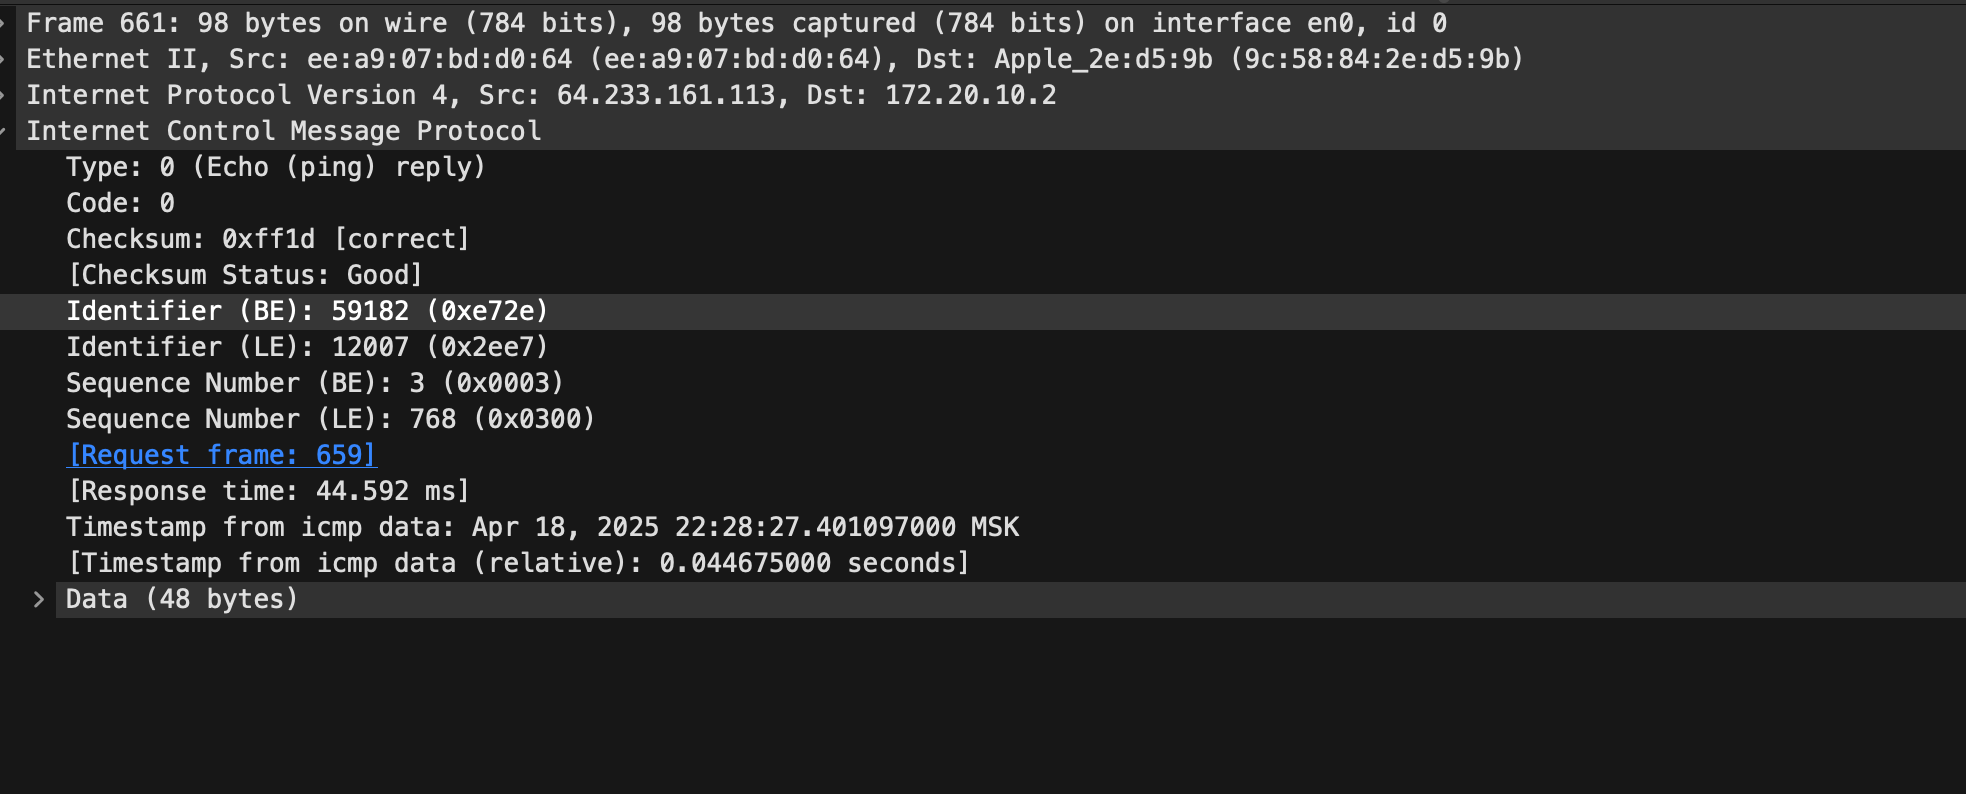 Frame 661: 98 bytes on wire (784 bits), 98 bytes captured (784 bits) on interface en0, id 0
Ethernet II, Src: ee:a9:07:bd:d0:64 (ee:a9:07:bd:d0:64), Dst: Apple_2e:d5:9b (9c:58:84:2e:d5:9b)
Internet Protocol Version 4, Src: 64.233.161.113, Dst: 172.20.10.2
Internet Control Message Protocol
Type: 0 (Echo (ping) reply)
Code: 0
Checksum: 0xff1d [correct]
[Checksum Status: Good]
Identifier (BE): 59182 (0xe72e)
Identifier (LE): 12007 (0x2ee7)
Sequence Number (BE): 3 (0x0003)
Sequence Number (LE): 768 (0x0300)
[Request frame: 659]
[Response time: 44.592 ms]
Timestamp from icmp data: Apr 18, 2025 22:28:27.401097000 MSK
[Timestamp from icmp data (relative): 0.044675000 seconds]
Data (48 bytes)